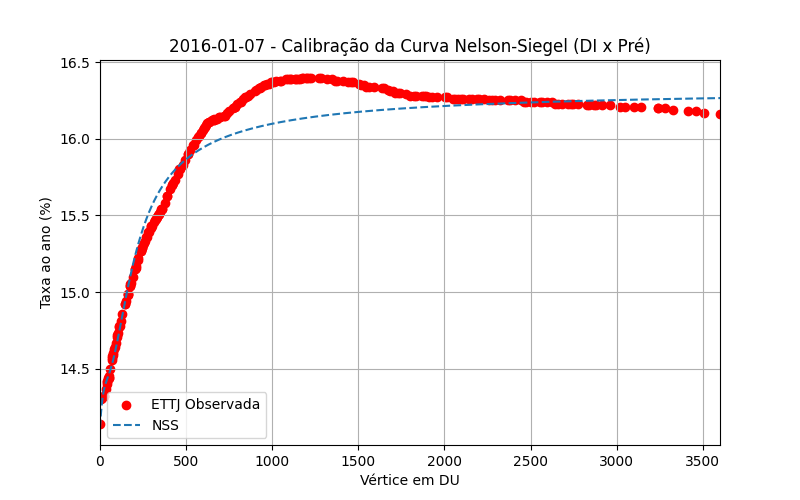 2016-01-07 - Calibração da Curva Nelson-Siegel (DI x Pré)
16.5
16.0
15.5
15.0
14.5
Taxa ao ano (%)
ETTJ Observada
NSS
0 500 1000 1500 2000 2500 3000 3500
Vértice em DU